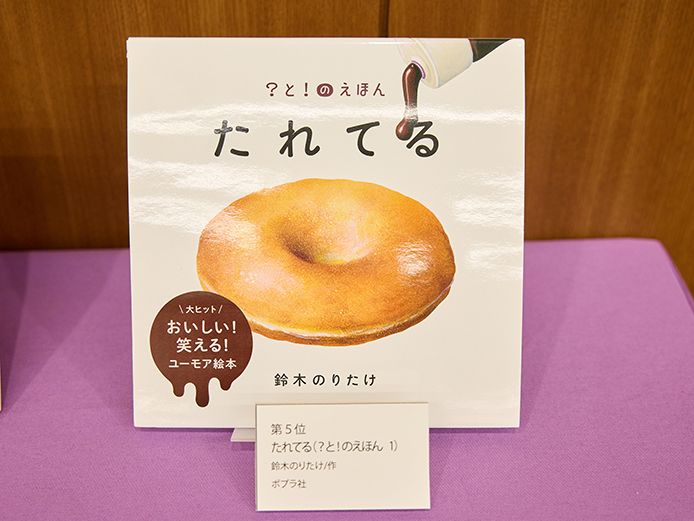 ?と!のえほん
たれてる
\大ヒット/
おいしい!
笑える!
ユーモア絵本
鈴木のりたけ
第5位
たれてる(?と!のえほん 1)
鈴木のりたけ/作
ポプラ社